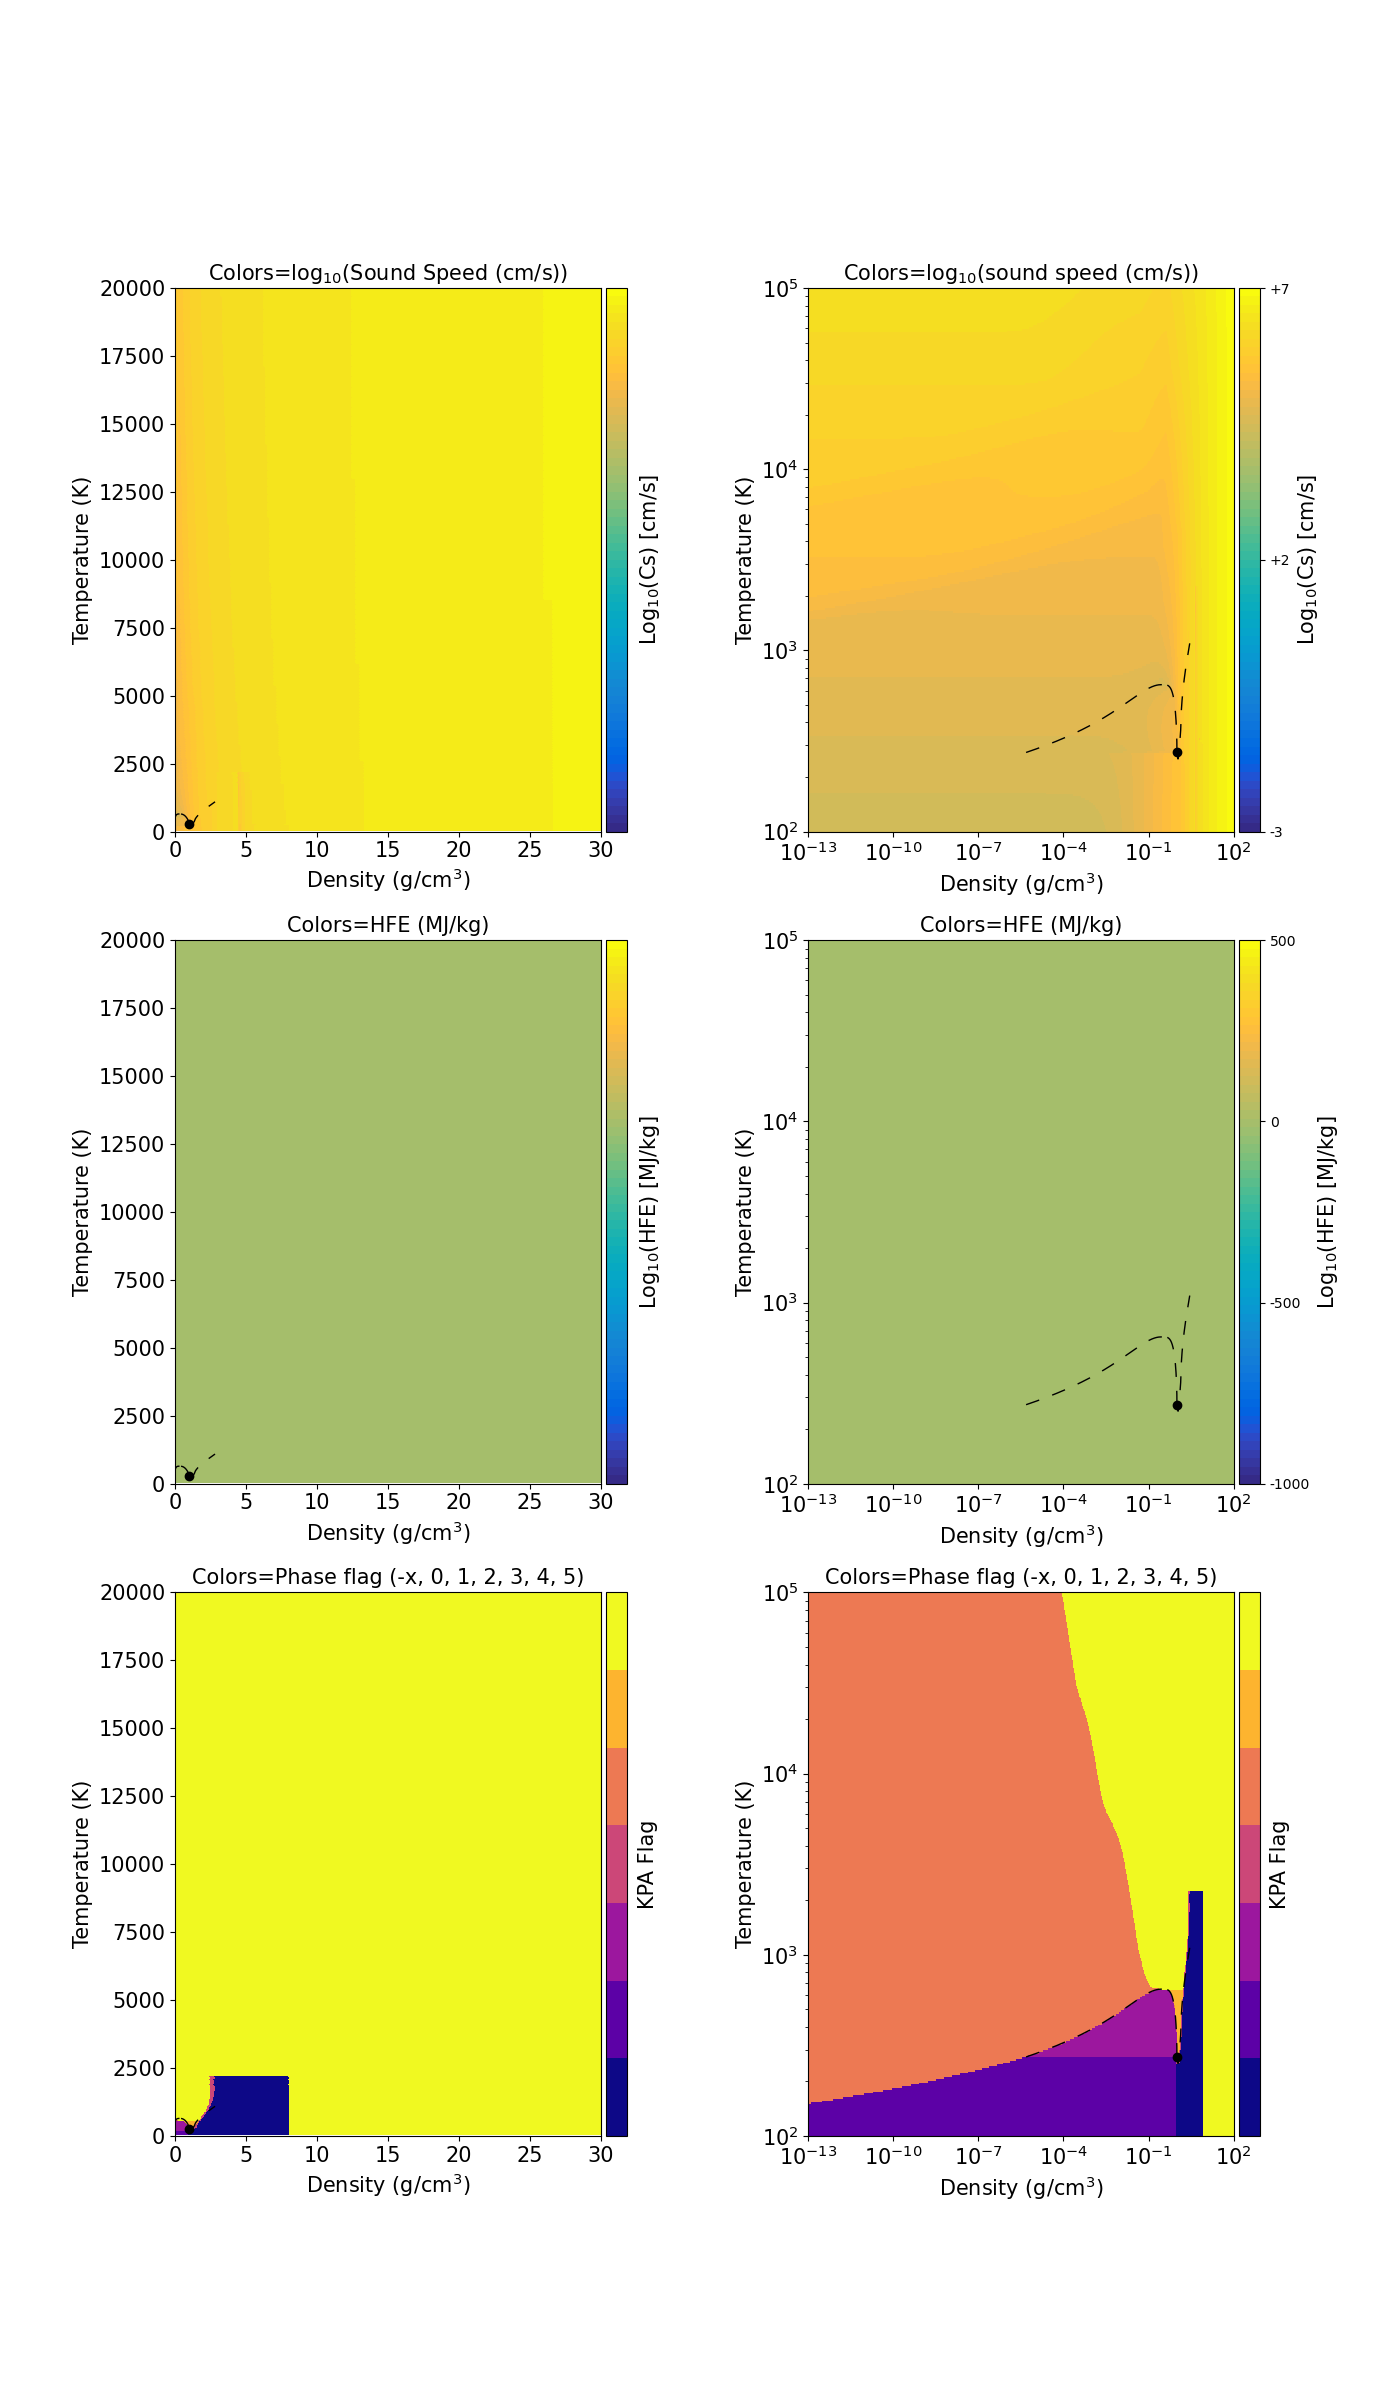 Colors=log₁₀(Sound Speed (cm/s))
20000
17500
15000
12500
10000
7500
5000
2500
0
Temperature (K)
0 5 10 15 20 25 30
Density (g/cm³)
Log₁₀(Cs) [cm/s]
Colors=log₁₀(sound speed (cm/s))
10⁵
10⁴
10³
10²
Temperature (K)
10⁻¹³ 10⁻¹⁰ 10⁻⁷ 10⁻⁴ 10⁻¹ 10²
Density (g/cm³)
+7
+2
-3
Log₁₀(Cs) [cm/s]
Colors=HFE (MJ/kg)
20000
17500
15000
12500
10000
7500
5000
2500
0
Temperature (K)
0 5 10 15 20 25 30
Density (g/cm³)
Log₁₀(HFE) [MJ/kg]
Colors=HFE (MJ/kg)
10⁵
10⁴
10³
10²
Temperature (K)
10⁻¹³ 10⁻¹⁰ 10⁻⁷ 10⁻⁴ 10⁻¹ 10²
Density (g/cm³)
500
0
-500
-1000
Log₁₀(HFE) [MJ/kg]
Colors=Phase flag (-x, 0, 1, 2, 3, 4, 5)
20000
17500
15000
12500
10000
7500
5000
2500
0
Temperature (K)
0 5 10 15 20 25 30
Density (g/cm³)
KPA Flag
Colors=Phase flag (-x, 0, 1, 2, 3, 4, 5)
10⁵
10⁴
10³
10²
Temperature (K)
10⁻¹³ 10⁻¹⁰ 10⁻⁷ 10⁻⁴ 10⁻¹ 10²
Density (g/cm³)
KPA Flag